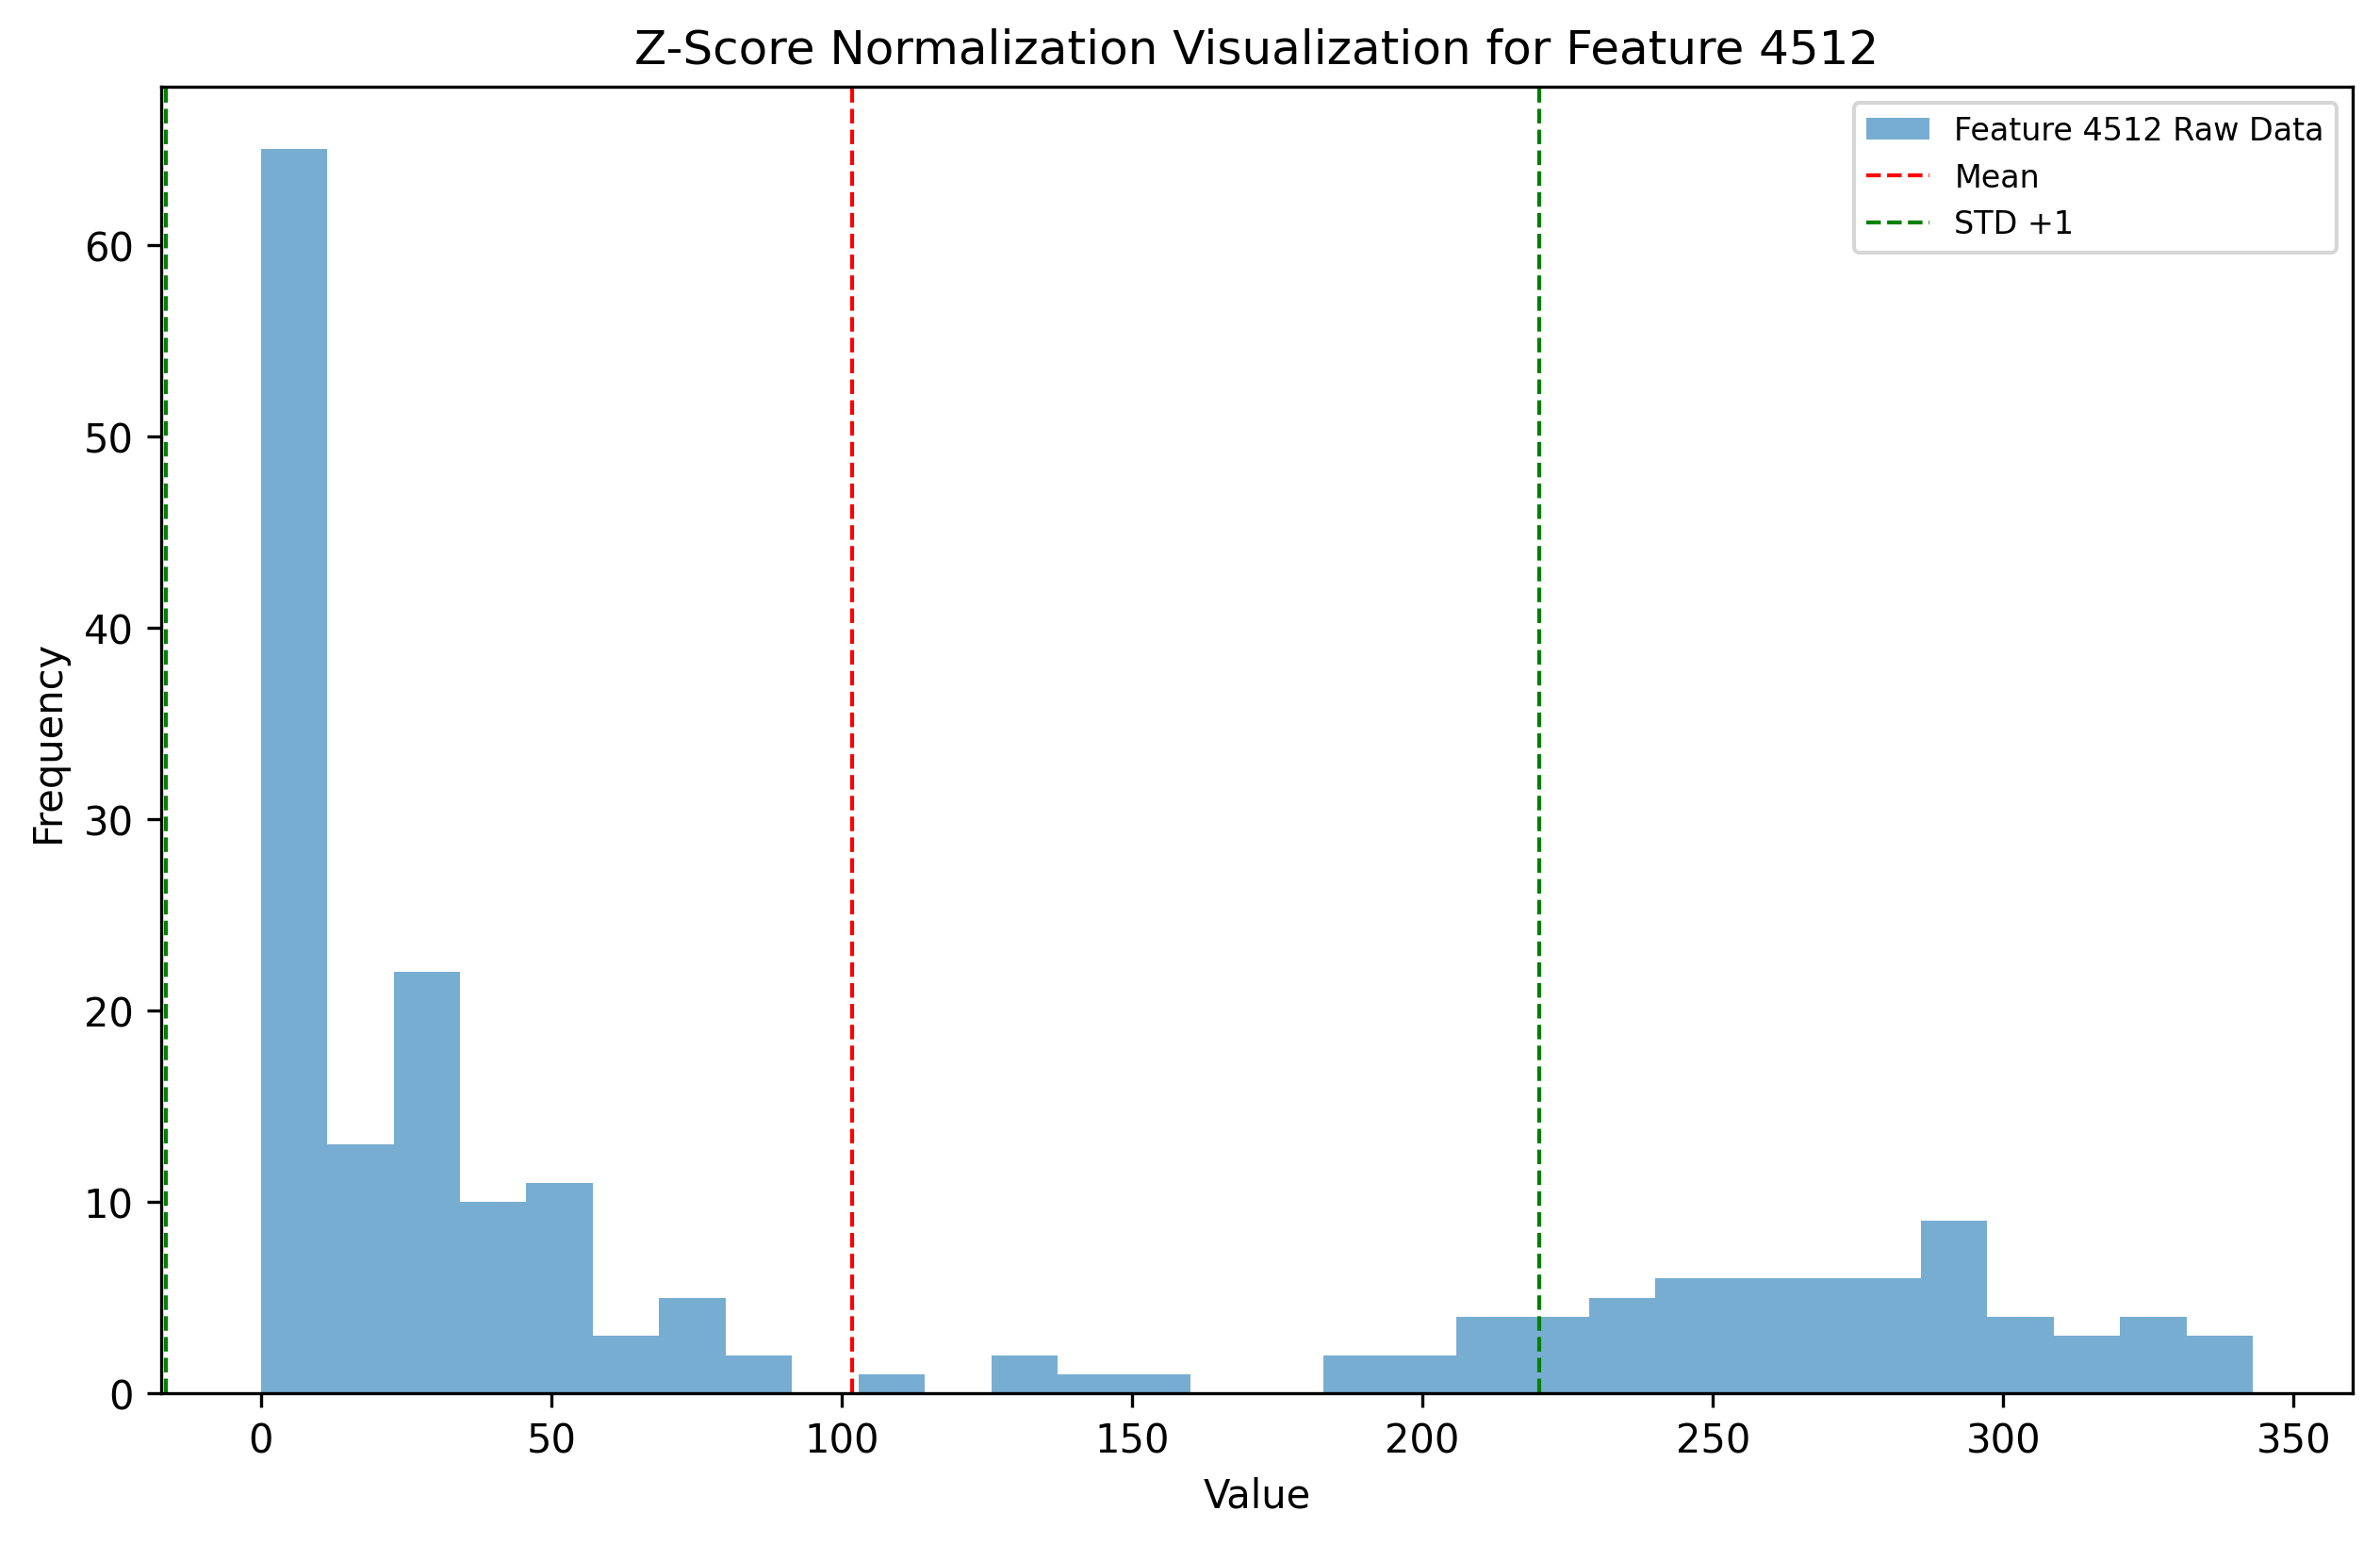 Z-Score Normalization Visualization for Feature 4512
Feature 4512 Raw Data
Mean
STD +1
Frequency
60
50
40
30
20
10
0
0 50 100 150 200 250 300 350
Value